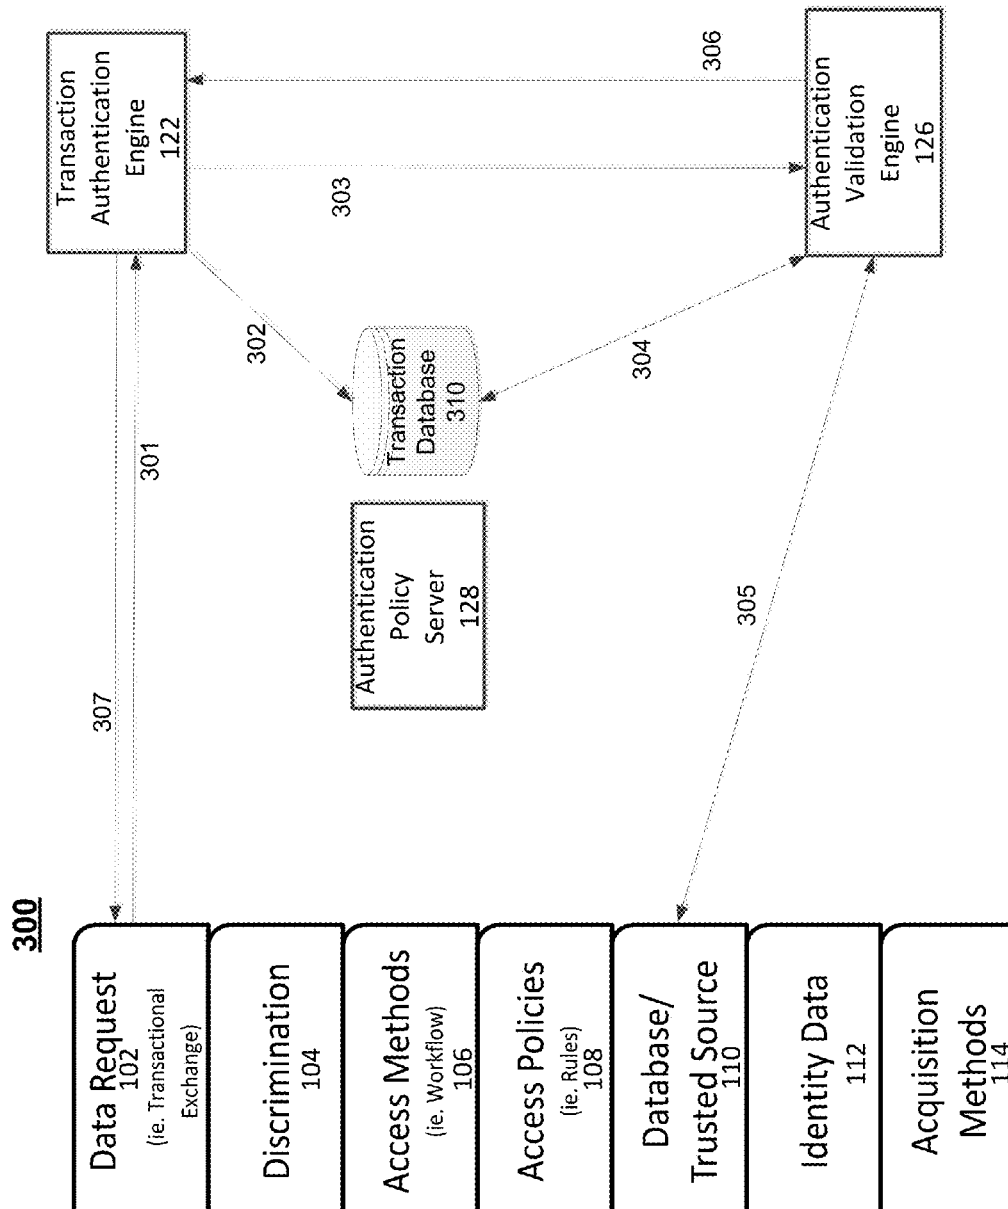 300
Data Request
102
(ie. Transactional
Exchange)
Discrimination
104
Access Methods
(ie. Workflow)
106
Access Policies
(ie. Rules)
108
Database/
Trusted Source
110
Identity Data
112
Acquisition
Methods
114
307
301
Transaction
Authentication
Engine
122
302
303
306
Transaction
Database
310
Authentication
Policy
Server
128
304
305
Authentication
Validation
Engine
126